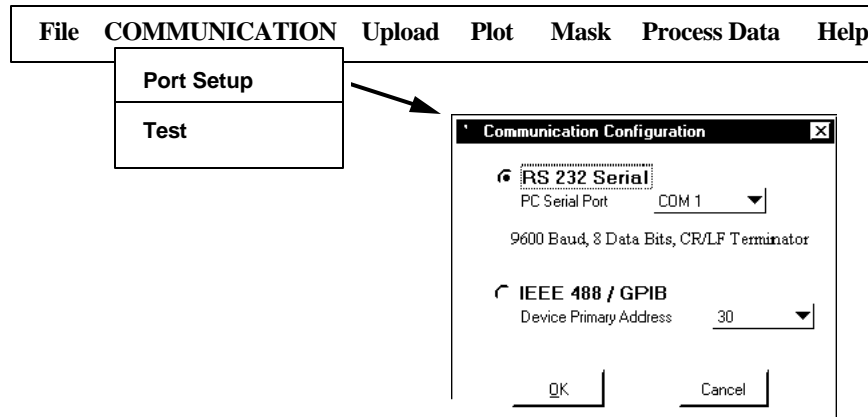 File COMMUNICATION Upload Plot Mask Process Data Help
Port Setup
Test
Communication Configuration
RS 232 Serial
PC Serial Port COM 1
9600 Baud, 8 Data Bits, CR/LF Terminator
IEEE 488 / GPIB
Device Primary Address 30
OK Cancel